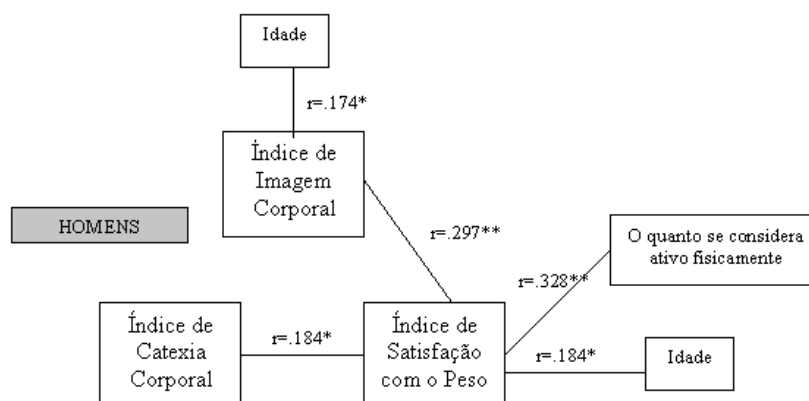 Idade
r=.174*
Índice de
Imagem
Corporal
HOMENS
r=.297**
O quanto se considera
ativo fisicamente
r=.328**
Índice de
Catexia
Corporal
r=.184*
Índice de
Satisfação
com o Peso
r=.184*
Idade